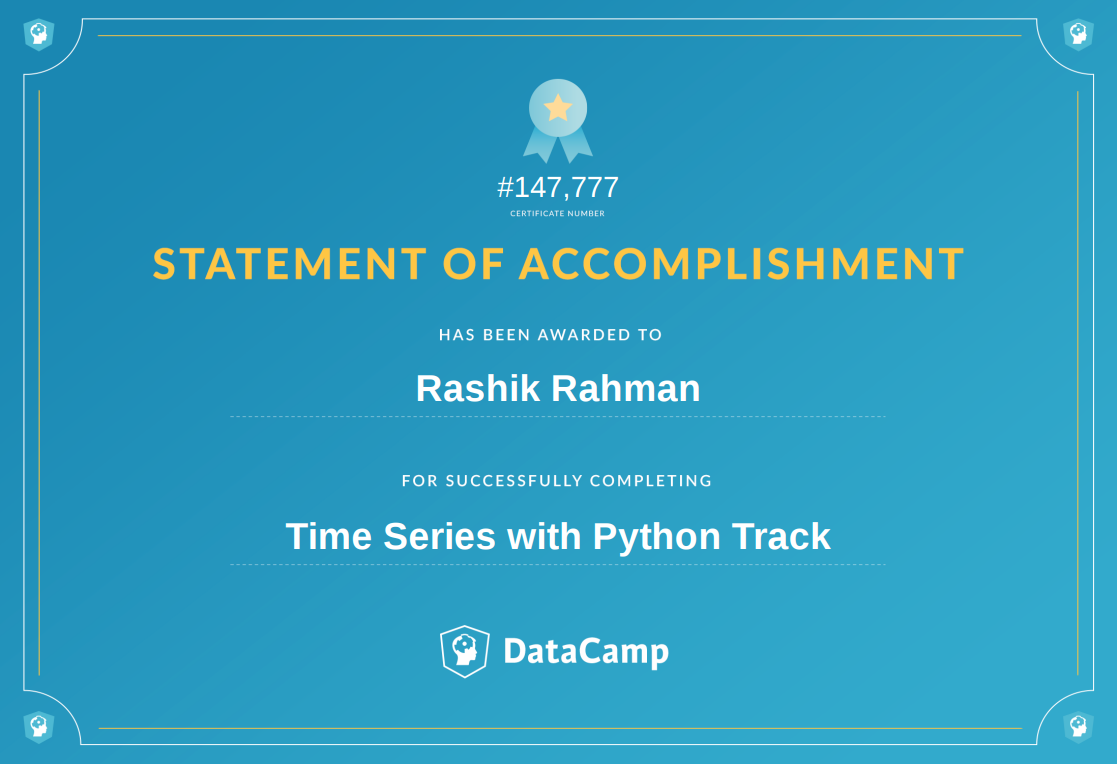 #147,777
CERTIFICATE NUMBER
STATEMENT OF ACCOMPLISHMENT
HAS BEEN AWARDED TO
Rashik Rahman
FOR SUCCESSFULLY COMPLETING
Time Series with Python Track
DataCamp